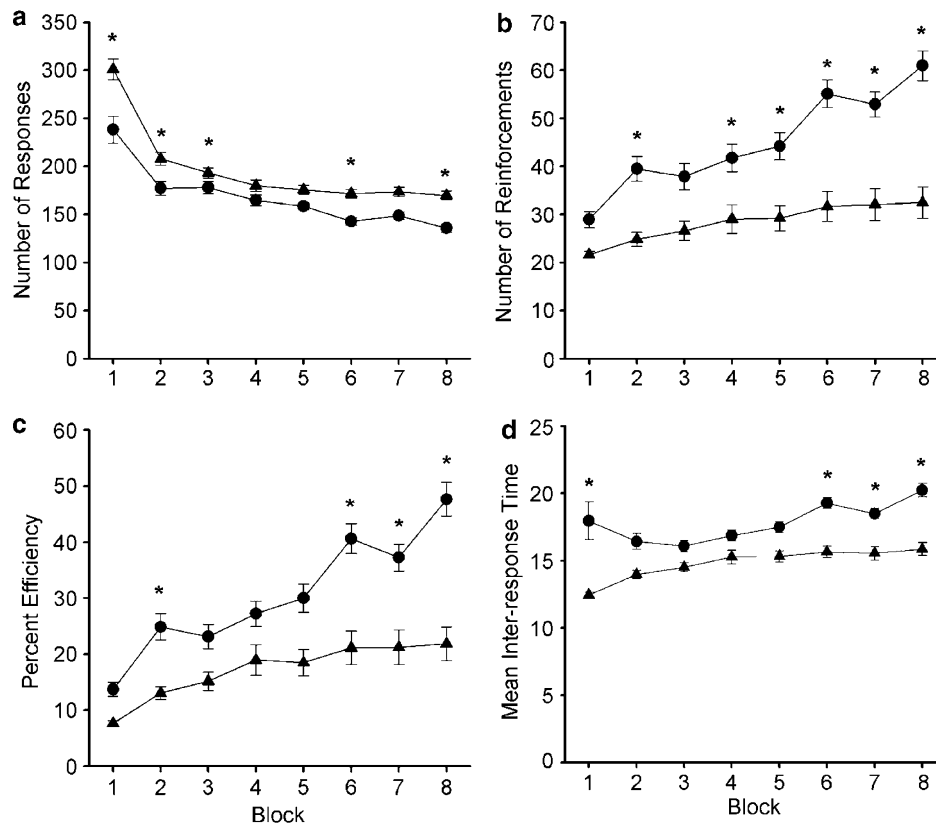 a
Number of Responses
350
300
250
200
150
100
50
0
* * * * *
1 2 3 4 5 6 7 8
b
Number of Reinforcements
70
60
50
40
30
20
10
0
* * * * * *
1 2 3 4 5 6 7 8
c
Percent Efficiency
60
50
40
30
20
10
0
* * * *
1 2 3 4 5 6 7 8
Block
d
Mean Inter-response Time
25
20
15
10
5
0
* * * *
1 2 3 4 5 6 7 8
Block